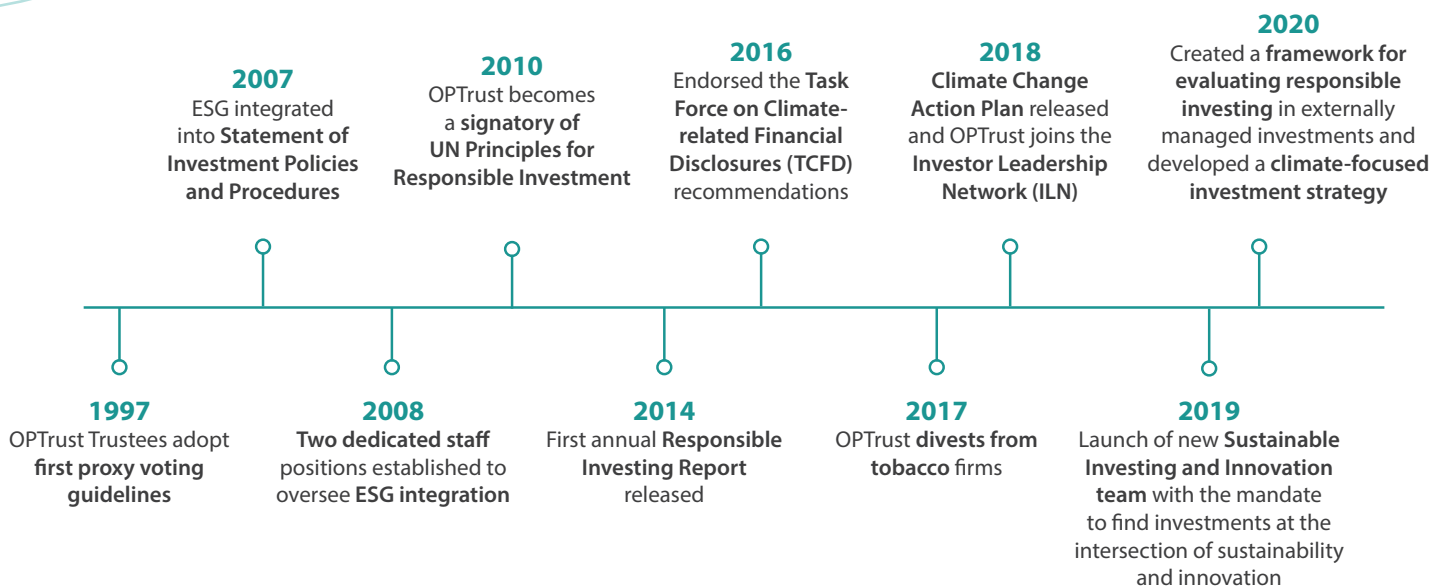 2007
ESG integrated
into Statement of
Investment Policies
and Procedures
2010
OPTrust becomes
a signatory of
UN Principles for
Responsible Investment
2016
Endorsed the Task
Force on Climate-
related Financial
Disclosures (TCFD)
recommendations
2018
Climate Change
Action Plan released
and OPTrust joins the
Investor Leadership
Network (ILN)
2020
Created a framework for
evaluating responsible
investing in externally
managed investments and
developed a climate-focused
investment strategy
1997
OPTrust Trustees adopt
first proxy voting
guidelines
2008
Two dedicated staff
positions established to
oversee ESG integration
2014
First annual Responsible
Investing Report
released
2017
OPTrust divests from
tobacco firms
2019
Launch of new Sustainable
Investing and Innovation
team with the mandate
to find investments at the
intersection of sustainability
and innovation